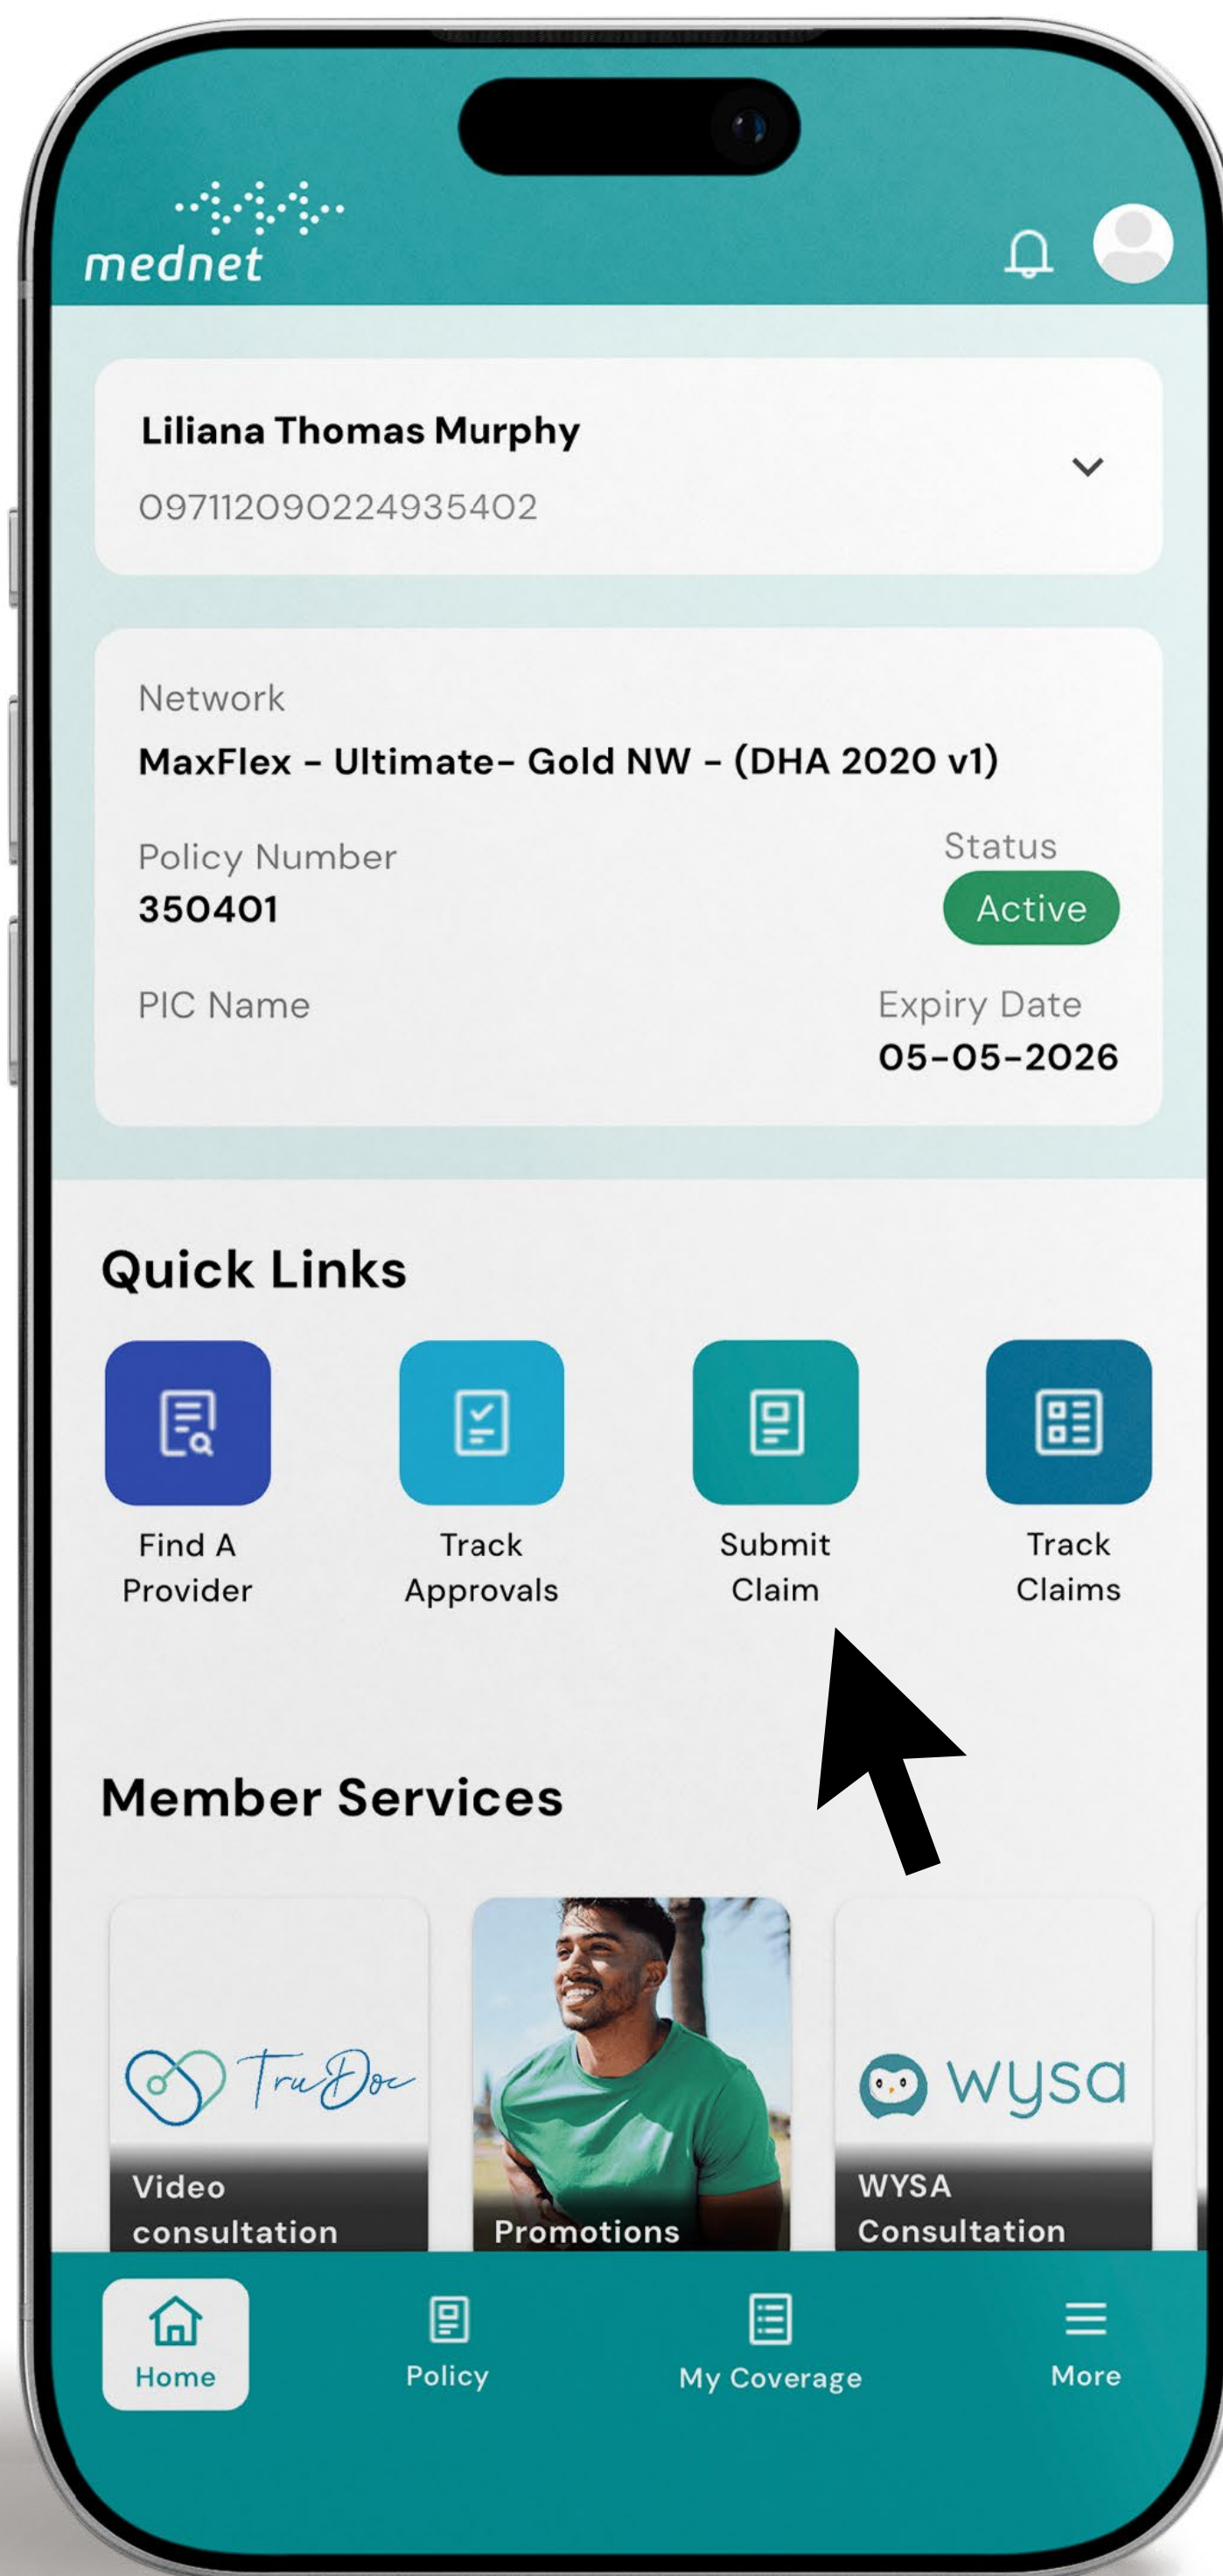 mednet
Liliana Thomas Murphy
097112090224935402
Network
MaxFlex - Ultimate- Gold NW - (DHA 2020 v1)
Policy Number
350401
Status
Active
PIC Name
Expiry Date
05-05-2026
Quick Links
Find A
Provider
Track
Approvals
Submit
Claim
Track
Claims
Member Services
TruDoc
Video
consultation
Promotions
wysa
WYSA
Consultation
Home
Policy
My Coverage
More